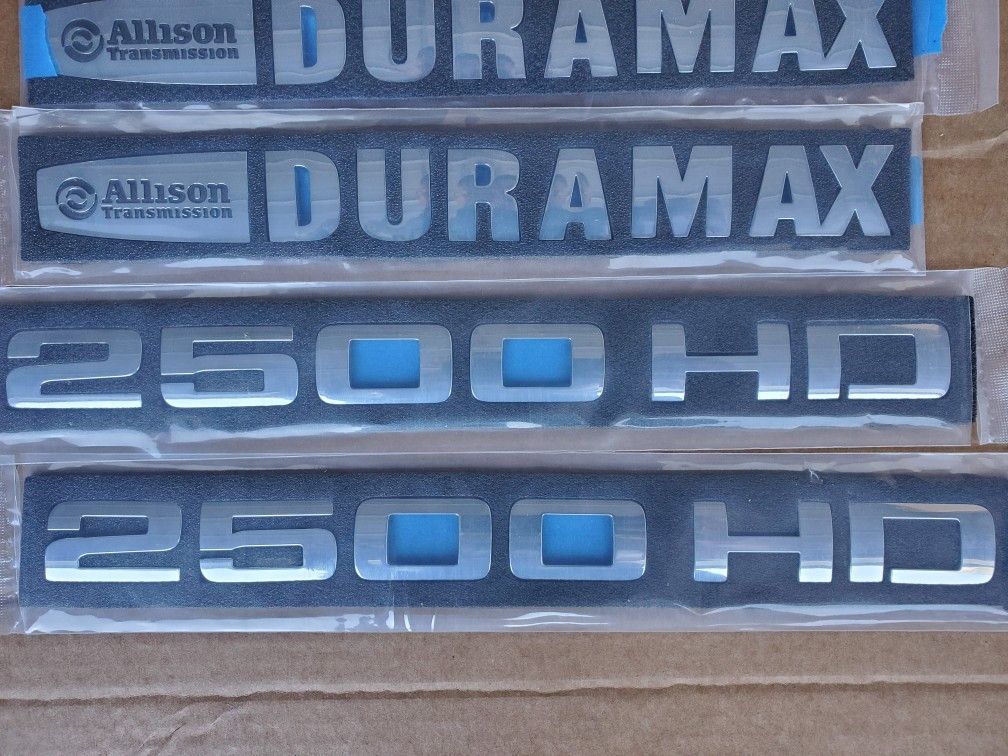 Allison DURAMAX
Transmission
Allison DURAMAX
Transmission
2500 HD
2500 HD